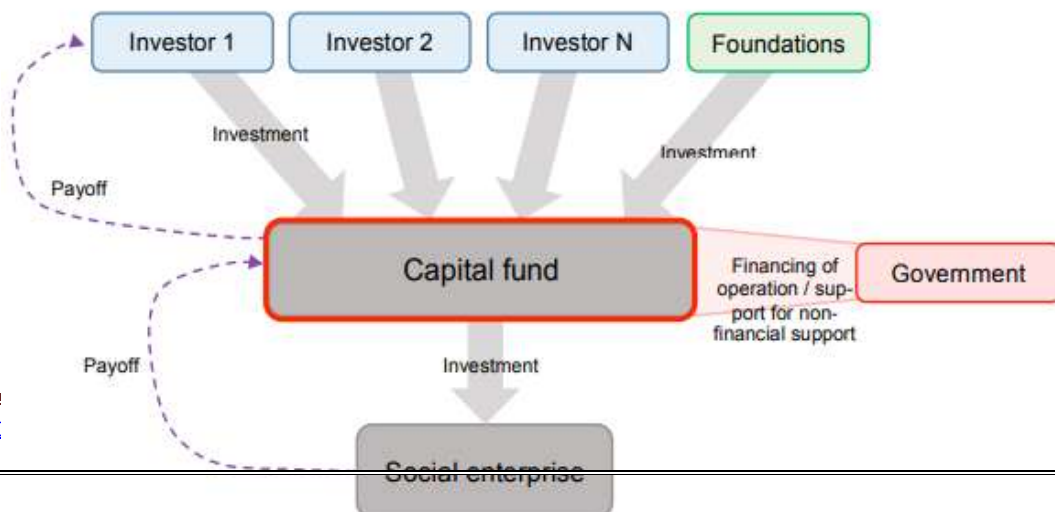 Investor 1
Investor 2
Investor N
Foundations
Investment
Investment
Payoff
Capital fund
Financing of
operation / sup-
port for non-
financial support
Government
Payoff
Investment
Social enterprise